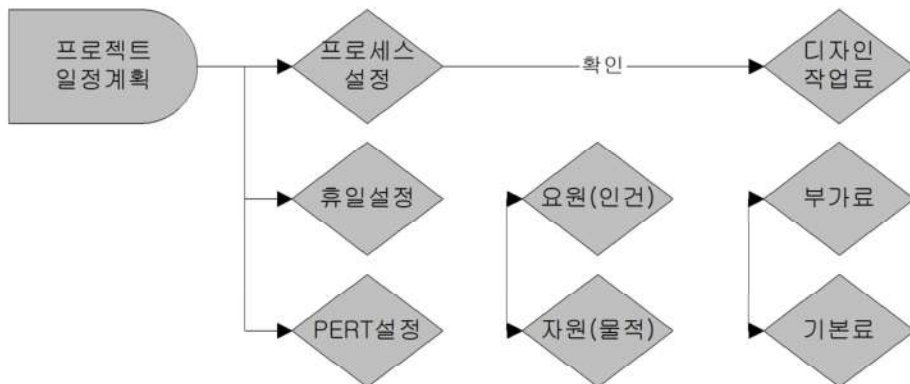 프로젝트
일정계획
프로세스
설정
확인
디자인
작업료
휴일설정
요원(인건)
부가료
PERT설정
자원(물적)
기본료